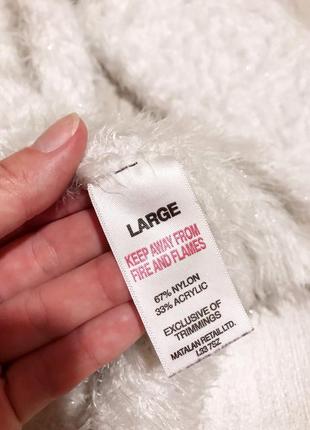 LARGE
KEEP AWAY FROM
FIRE AND FLAMES
67% NYLON
33% ACRYLIC
EXCLUSIVE OF
TRIMMINGS
MATALAN RETAIL LTD.
L33 7SZ